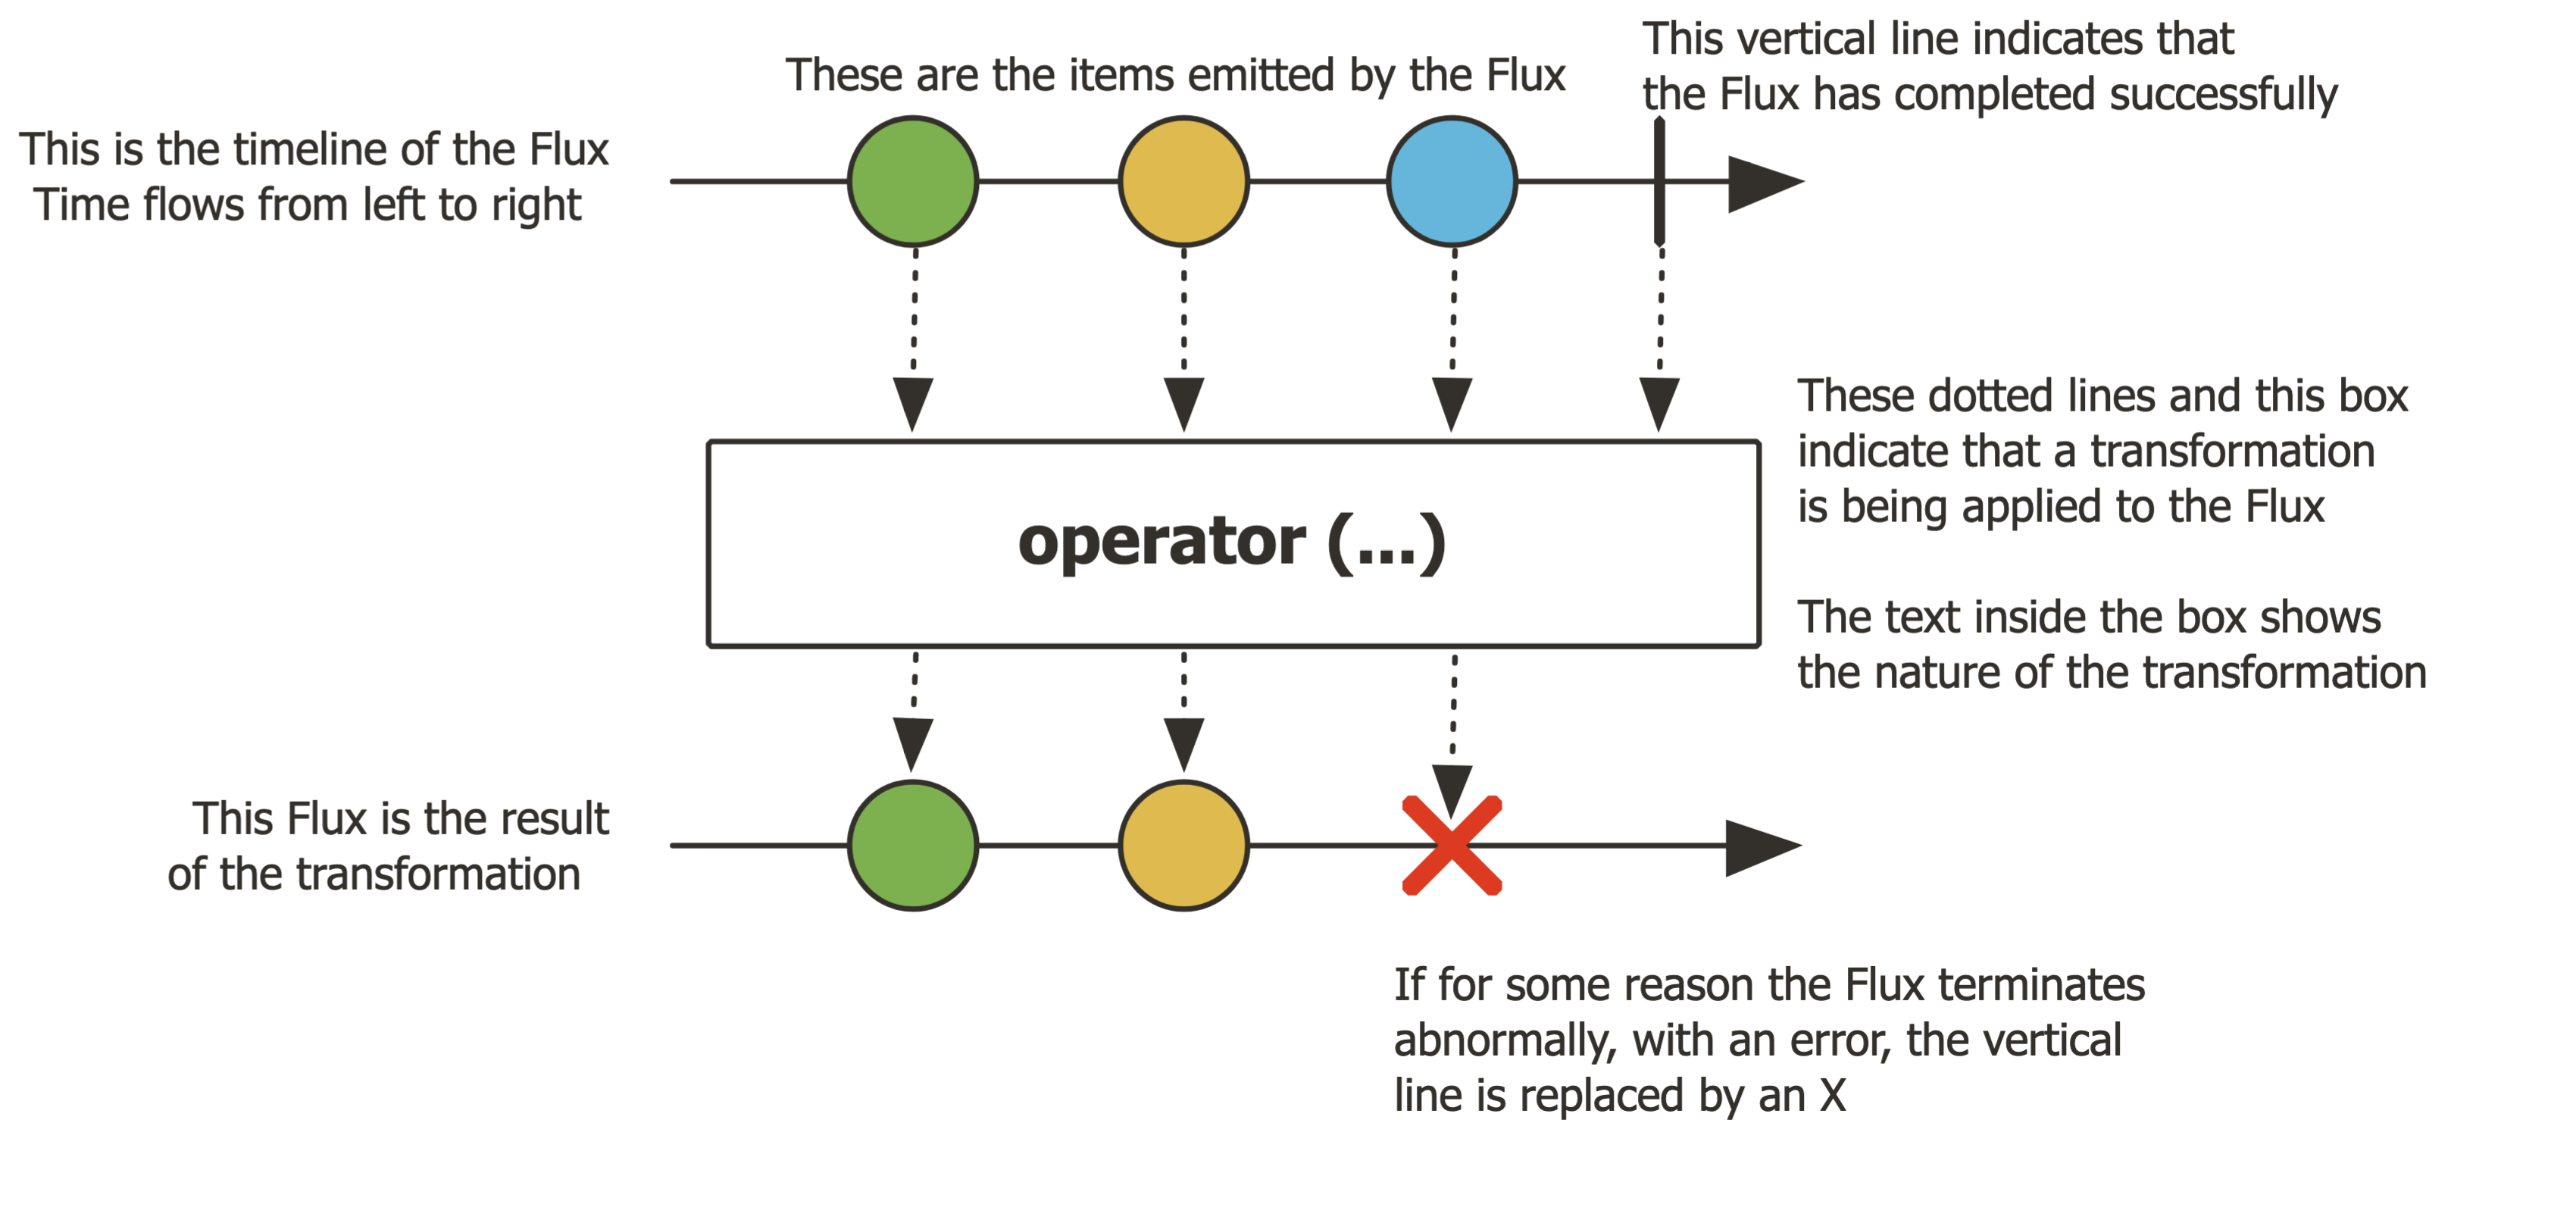 These are the items emitted by the Flux
This vertical line indicates that
the Flux has completed successfully
This is the timeline of the Flux
Time flows from left to right
These dotted lines and this box
indicate that a transformation
is being applied to the Flux
operator (...)
The text inside the box shows
the nature of the transformation
This Flux is the result
of the transformation
If for some reason the Flux terminates
abnormally, with an error, the vertical
line is replaced by an X